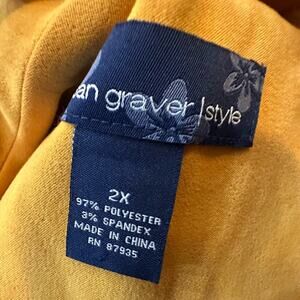 an graver | style
2X
97% POLYESTER
3% SPANDEX
MADE IN CHINA
RN 87935